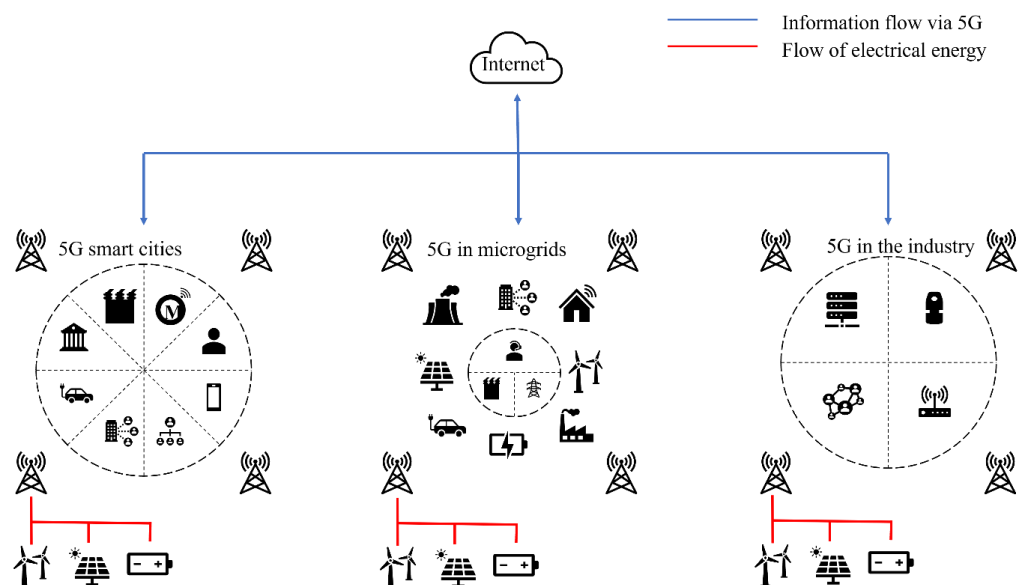 Information flow via 5G
Flow of electrical energy
Internet
5G smart cities
5G in microgrids
5G in the industry
M